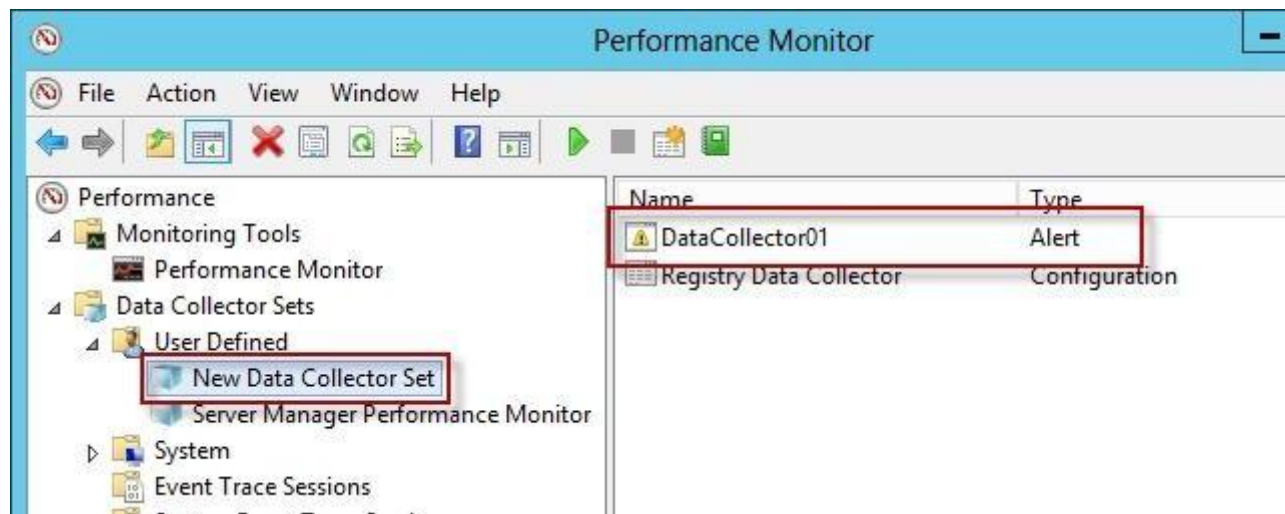 Performance Monitor
File Action View Window Help
Performance
Monitoring Tools
Performance Monitor
Data Collector Sets
User Defined
New Data Collector Set
Server Manager Performance Monitor
System
Event Trace Sessions
Name Type
DataCollector01 Alert
Registry Data Collector Configuration